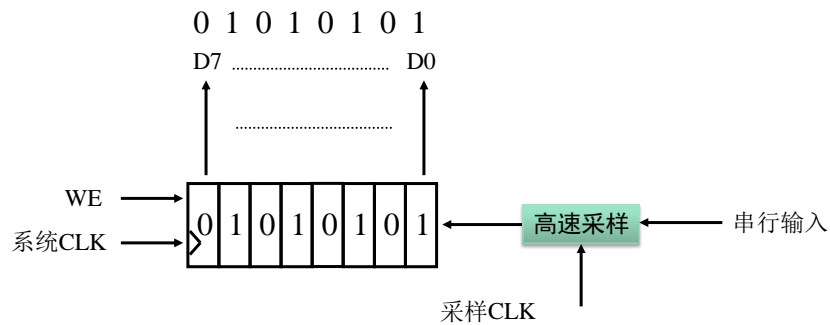 0 1 0 1 0 1 0 1
D7 ........................................ D0
........................................
WE
0 1 0 1 0 1 0 1
高速采样
串行输入
系统CLK
采样CLK